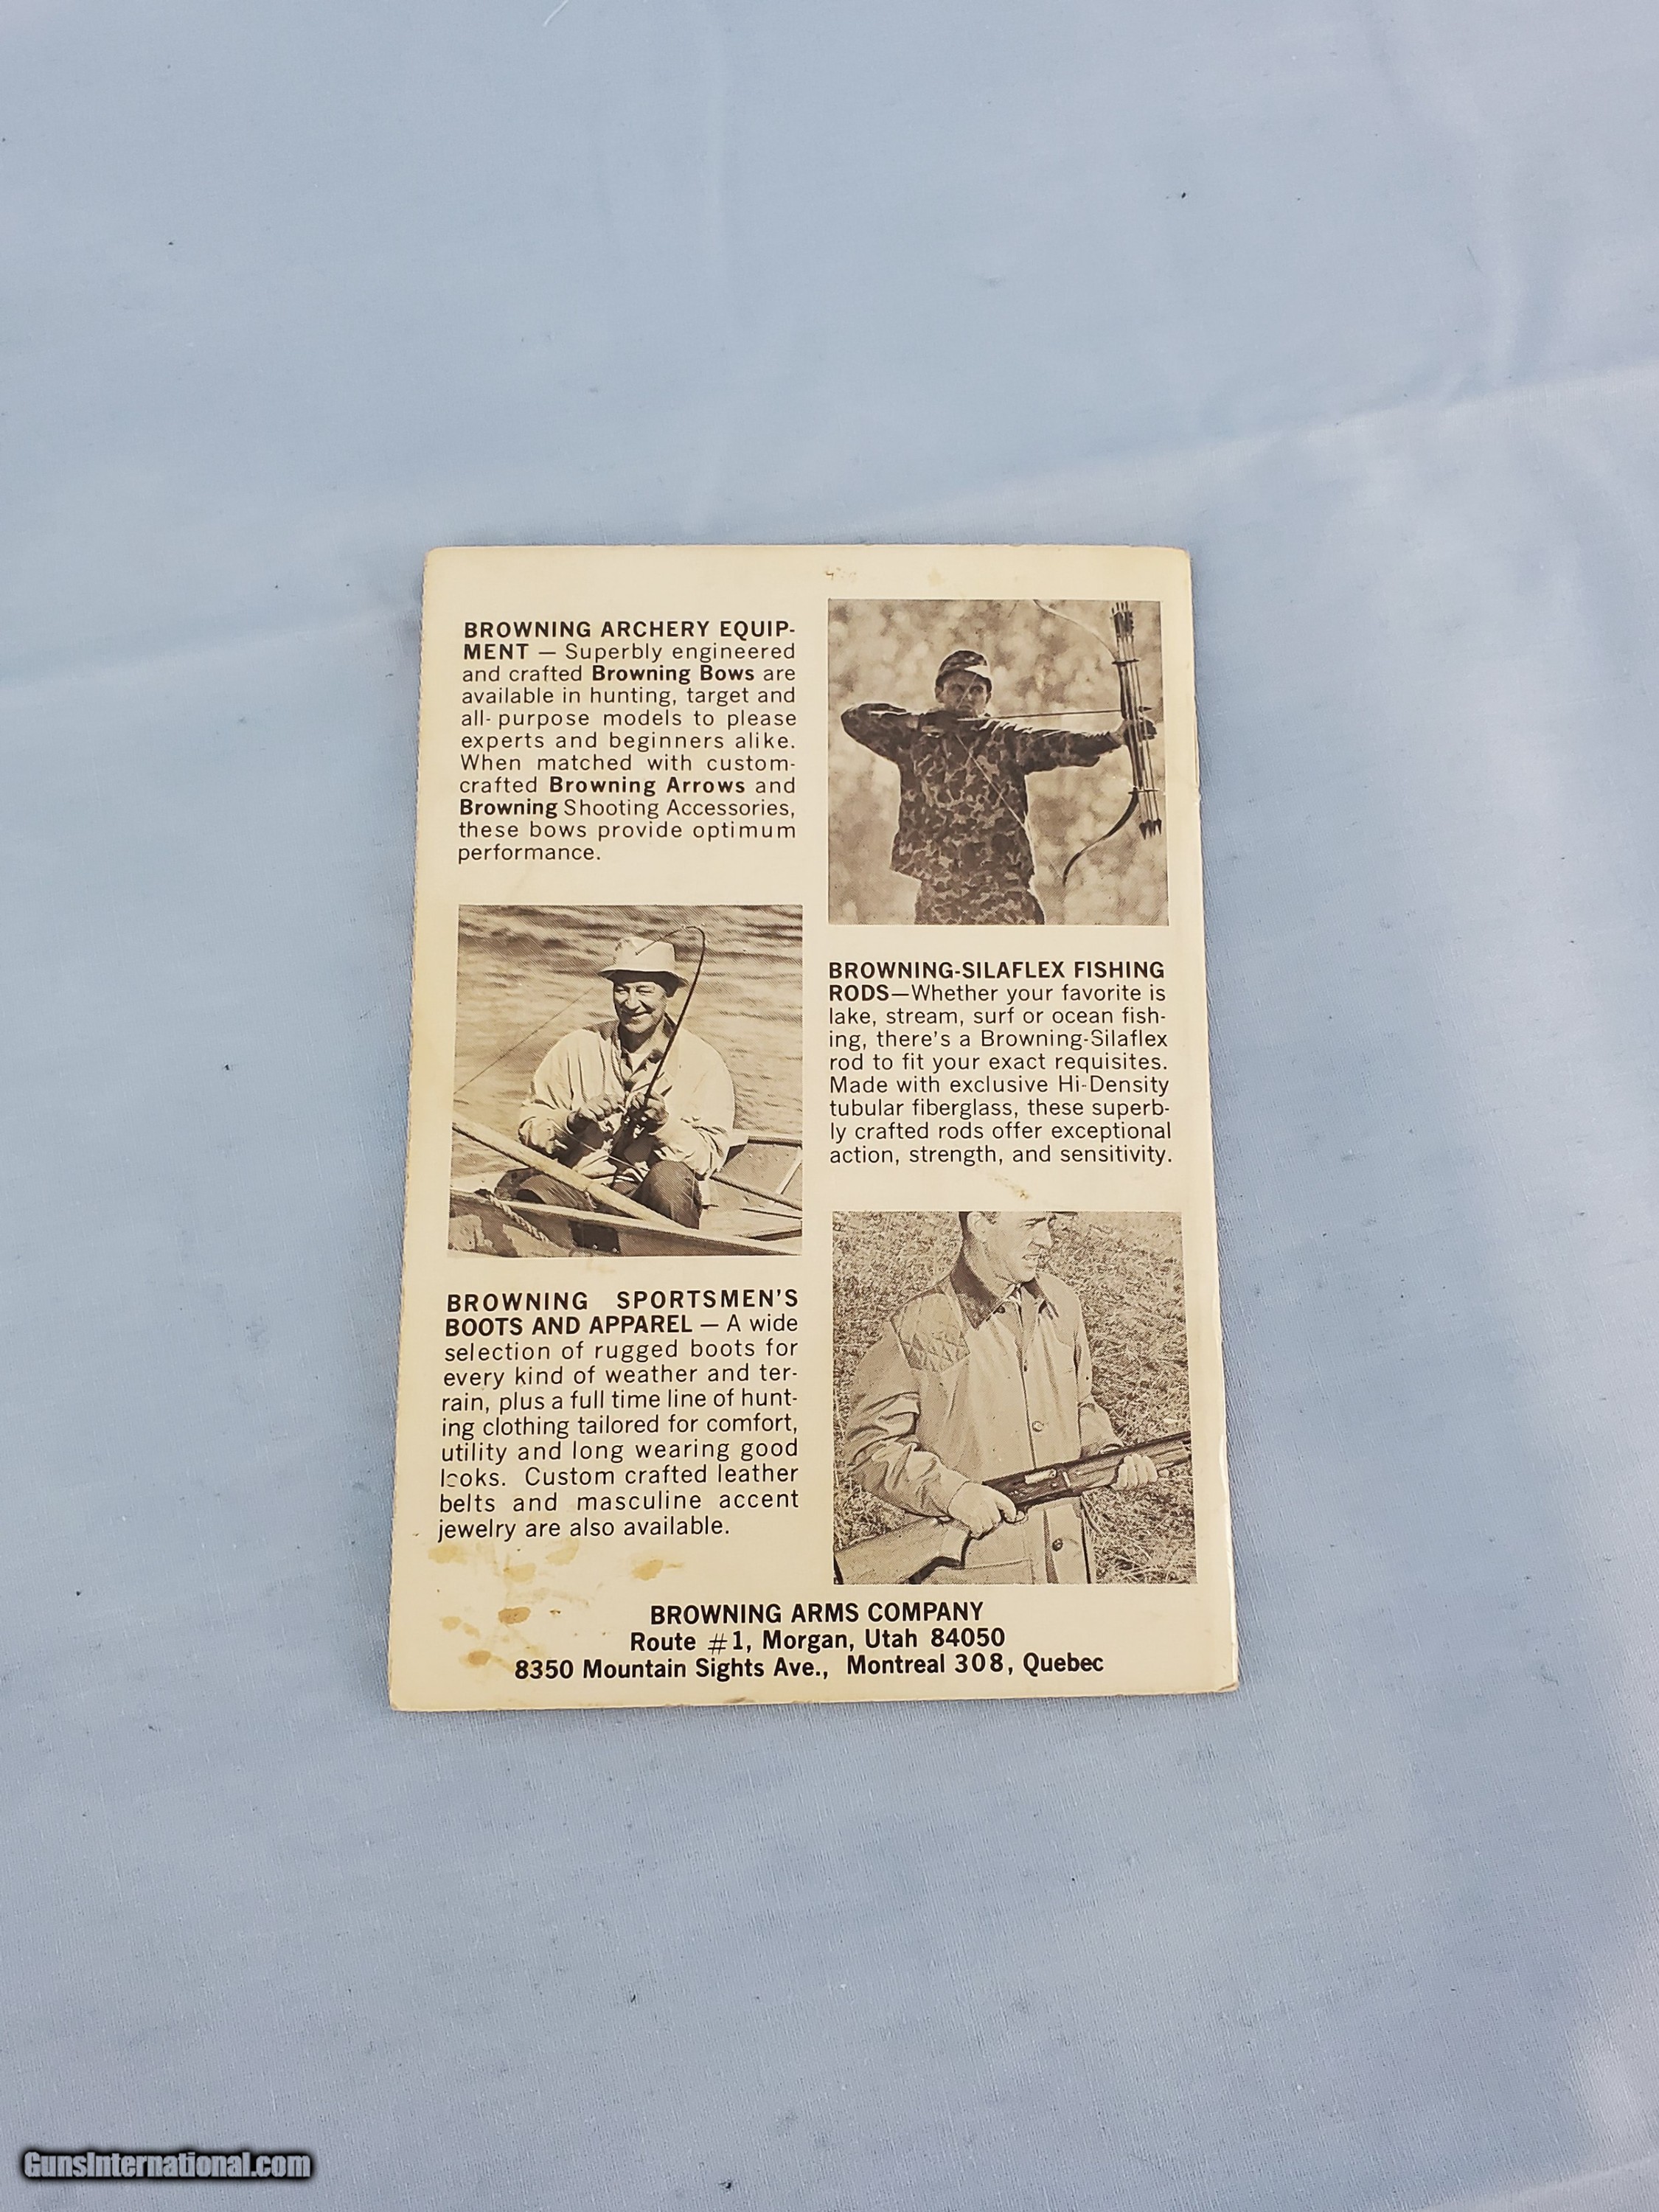 BROWNING ARCHERY EQUIP-
MENT — Superbly engineered
and crafted Browning Bows are
available in hunting, target and
all-purpose models to please
experts and beginners alike.
When matched with custom-
crafted Browning Arrows and
Browning Shooting Accessories,
these bows provide optimum
performance.
BROWNING-SILAFLEX FISHING
RODS—Whether your favorite is
lake, stream, surf or ocean fish-
ing, there's a Browning-Silaflex
rod to fit your exact requisites.
Made with exclusive Hi-Density
tubular fiberglass, these superb-
ly crafted rods offer exceptional
action, strength, and sensitivity.
BROWNING SPORTSMEN'S
BOOTS AND APPAREL — A wide
selection of rugged boots for
every kind of weather and ter-
rain, plus a full time line of hunt-
ing clothing tailored for comfort,
utility and long wearing good
looks. Custom crafted leather
belts and masculine accent
jewelry are also available.
BROWNING ARMS COMPANY
Route #1, Morgan, Utah 84050
8350 Mountain Sights Ave., Montreal 308, Quebec
GunsInternational.com